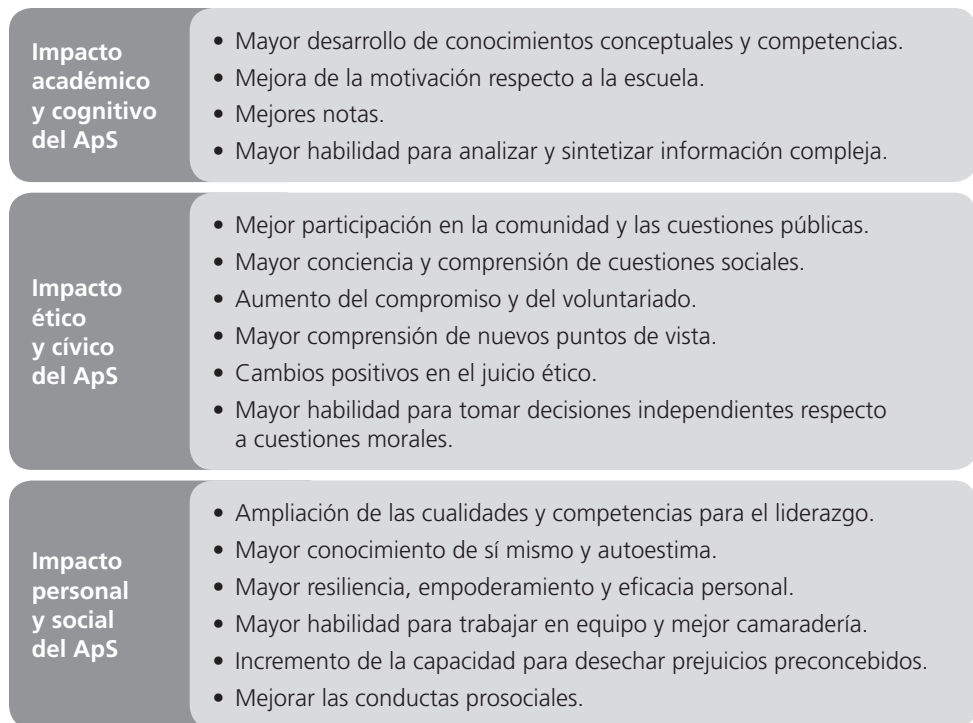 Impacto
académico
y cognitivo
del ApS
• Mayor desarrollo de conocimientos conceptuales y competencias.
• Mejora de la motivación respecto a la escuela.
• Mejores notas.
• Mayor habilidad para analizar y sintetizar información compleja.
Impacto
ético
y cívico
del ApS
• Mejor participación en la comunidad y las cuestiones públicas.
• Mayor conciencia y comprensión de cuestiones sociales.
• Aumento del compromiso y del voluntariado.
• Mayor comprensión de nuevos puntos de vista.
• Cambios positivos en el juicio ético.
• Mayor habilidad para tomar decisiones independientes respecto
a cuestiones morales.
Impacto
personal
y social
del ApS
• Ampliación de las cualidades y competencias para el liderazgo.
• Mayor conocimiento de sí mismo y autoestima.
• Mayor resiliencia, empoderamiento y eficacia personal.
• Mayor habilidad para trabajar en equipo y mejor camaradería.
• Incremento de la capacidad para desechar prejuicios preconcebidos.
• Mejorar las conductas prosociales.